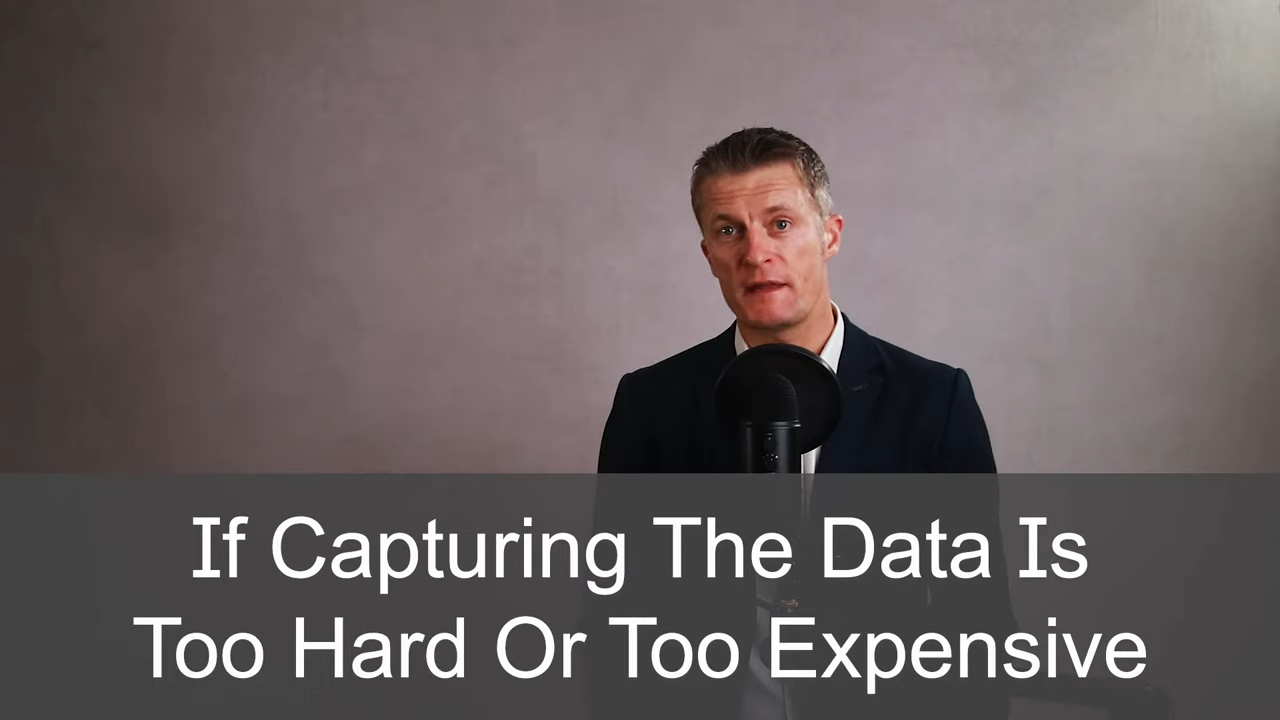 If Capturing The Data Is
Too Hard Or Too Expensive